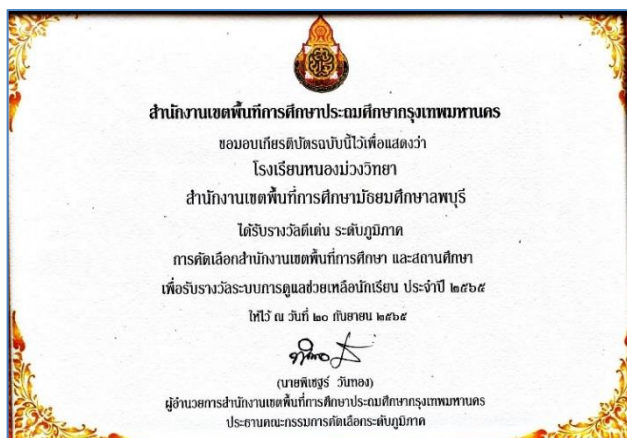 สำนักงานเขตพื้นที่การศึกษาประถมศึกษากรุงเทพมหานคร
ขอมอบเกียรติบัตรฉบับนี้ไว้เพื่อแสดงว่า
โรงเรียนหนองม่วงวิทยา
สำนักงานเขตพื้นที่การศึกษามัธยมศึกษาลพบุรี
ได้รับรางวัลดีเด่น ระดับภูมิภาค
การคัดเลือกสำนักงานเขตพื้นที่การศึกษา และสถานศึกษา
เพื่อรับรางวัลระบบการดูแลช่วยเหลือนักเรียน ประจำปี ๒๕๖๕
ให้ไว้ ณ วันที่ ๒๐ กันยายน ๒๕๖๕
(นายพิเชฐร์ วันทอง)
ผู้อำนวยการสำนักงานเขตพื้นที่การศึกษาประถมศึกษากรุงเทพมหานคร
ประธานคณะกรรมการคัดเลือกระดับภูมิภาค